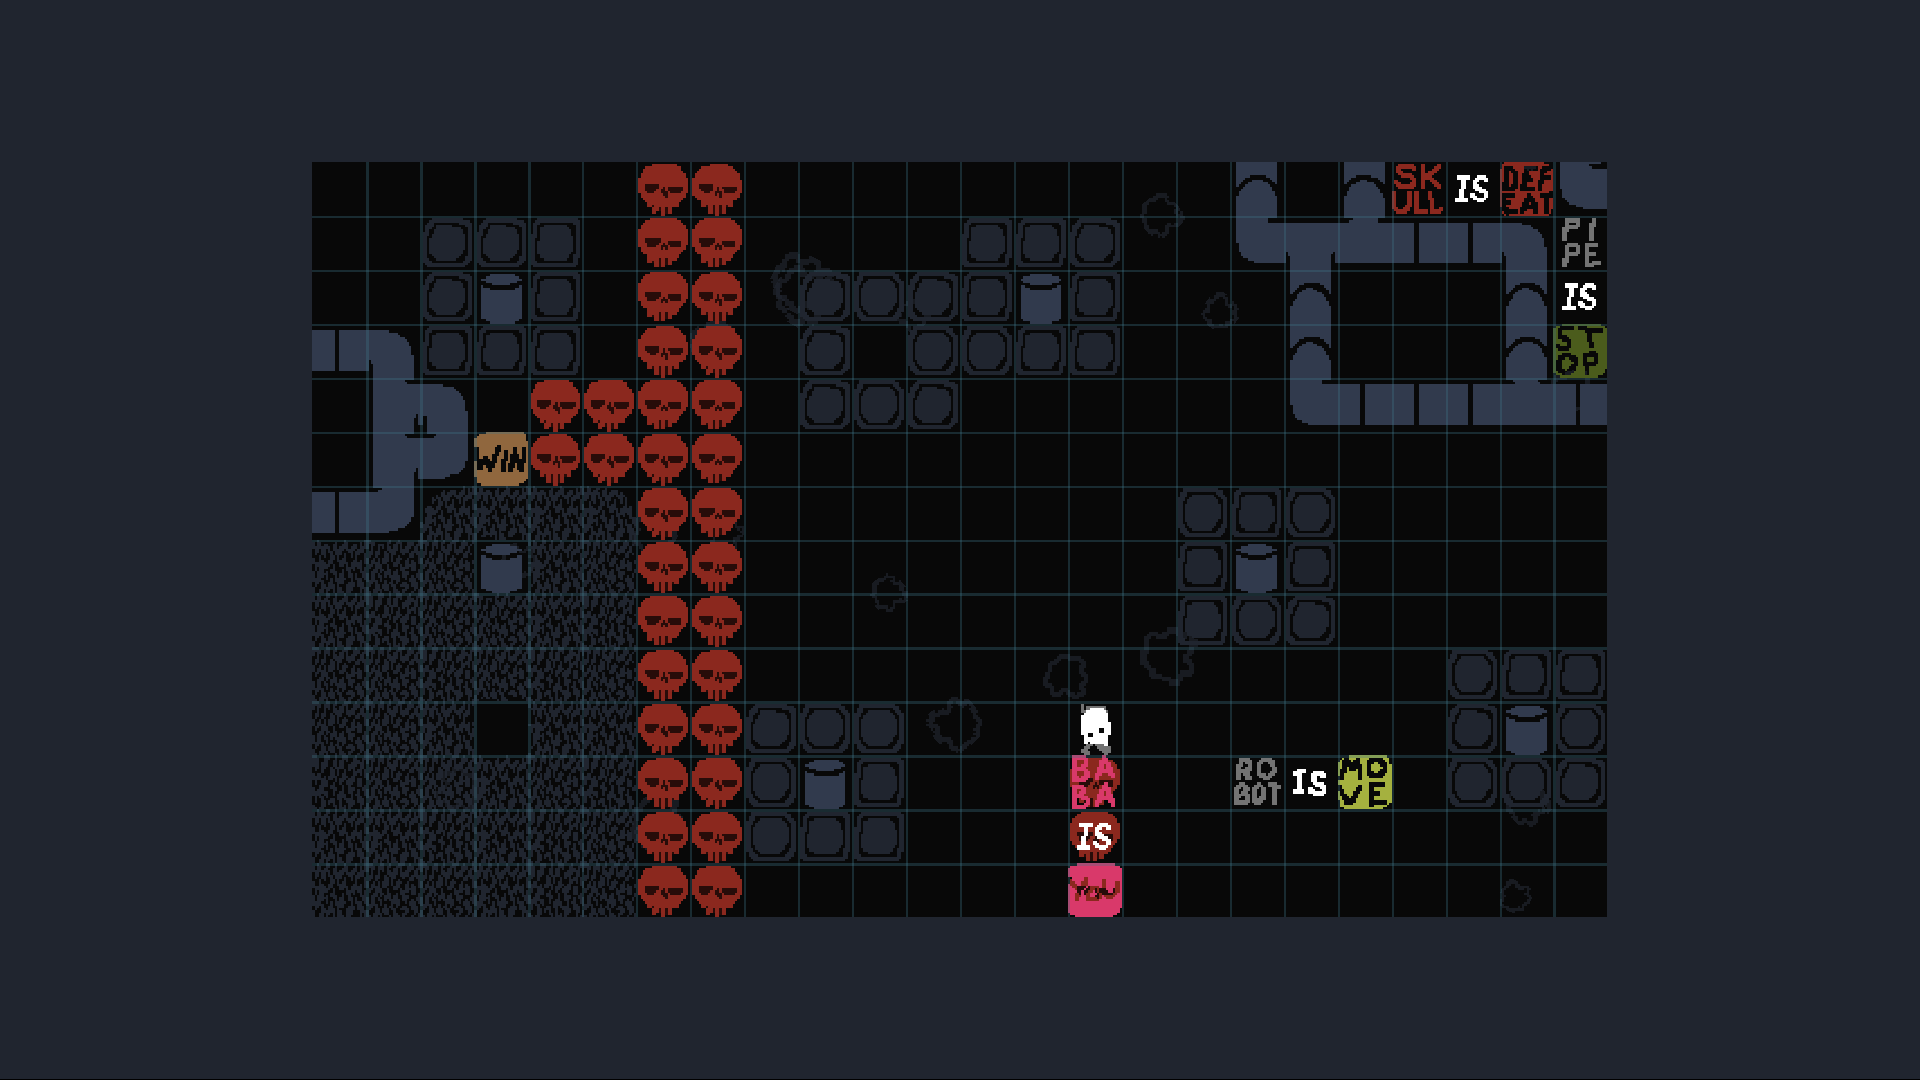 SKULL IS DEFEAT
PIPE
IS
STOP
WIN
BABA
ROBOT IS MOVE
IS
YOU